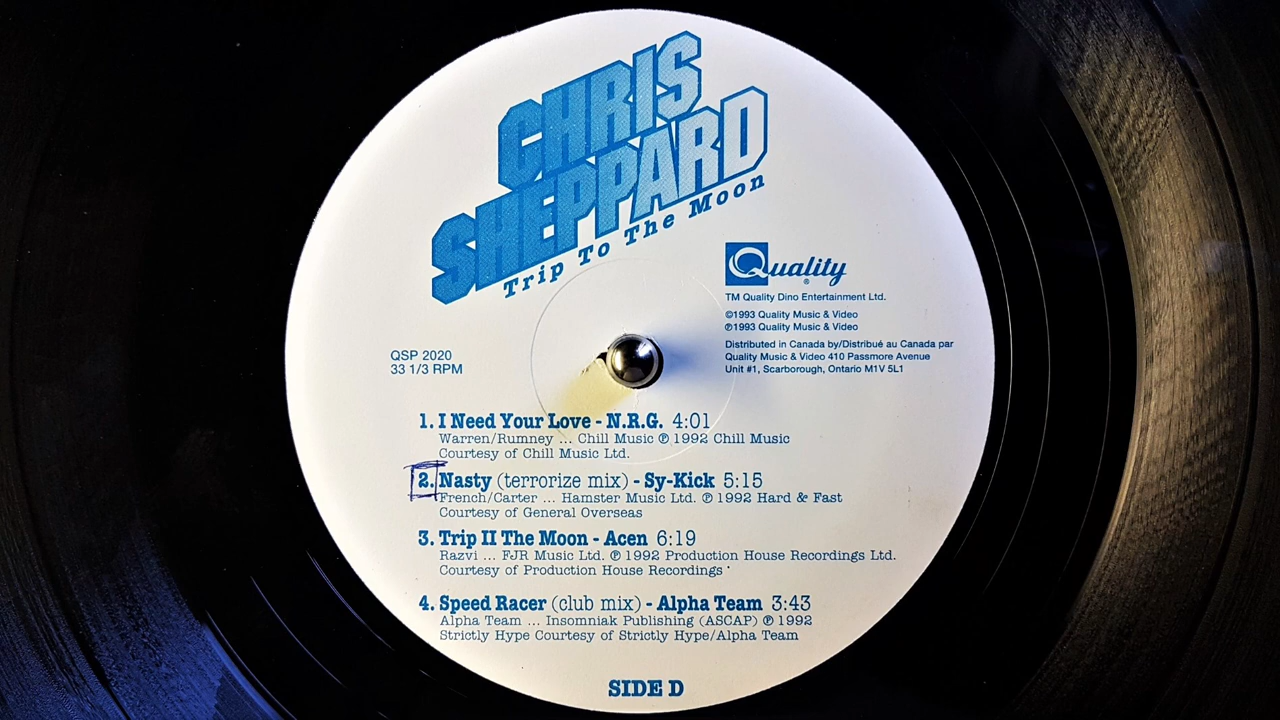 CHRIS
SHEPPARD
Trip To The Moon
Quality
®
TM Quality Dino Entertainment Ltd.
©1993 Quality Music & Video
℗1993 Quality Music & Video
Distributed in Canada by/Distribué au Canada par
Quality Music & Video 410 Passmore Avenue
Unit #1, Scarborough, Ontario M1V 5L1
QSP 2020
33 1/3 RPM
1. I Need Your Love - N.R.G. 4:01
Warren/Rumney ... Chill Music ℗ 1992 Chill Music
Courtesy of Chill Music Ltd.
2. Nasty (terrorize mix) - Sy-Kick 5:15
French/Carter ... Hamster Music Ltd. ℗ 1992 Hard & Fast
Courtesy of General Overseas
3. Trip II The Moon - Acen 6:19
Razvi ... FJR Music Ltd. ℗ 1992 Production House Recordings Ltd.
Courtesy of Production House Recordings
4. Speed Racer (club mix) - Alpha Team 3:43
Alpha Team ... Insomniak Publishing (ASCAP) ℗ 1992
Strictly Hype Courtesy of Strictly Hype/Alpha Team
SIDE D